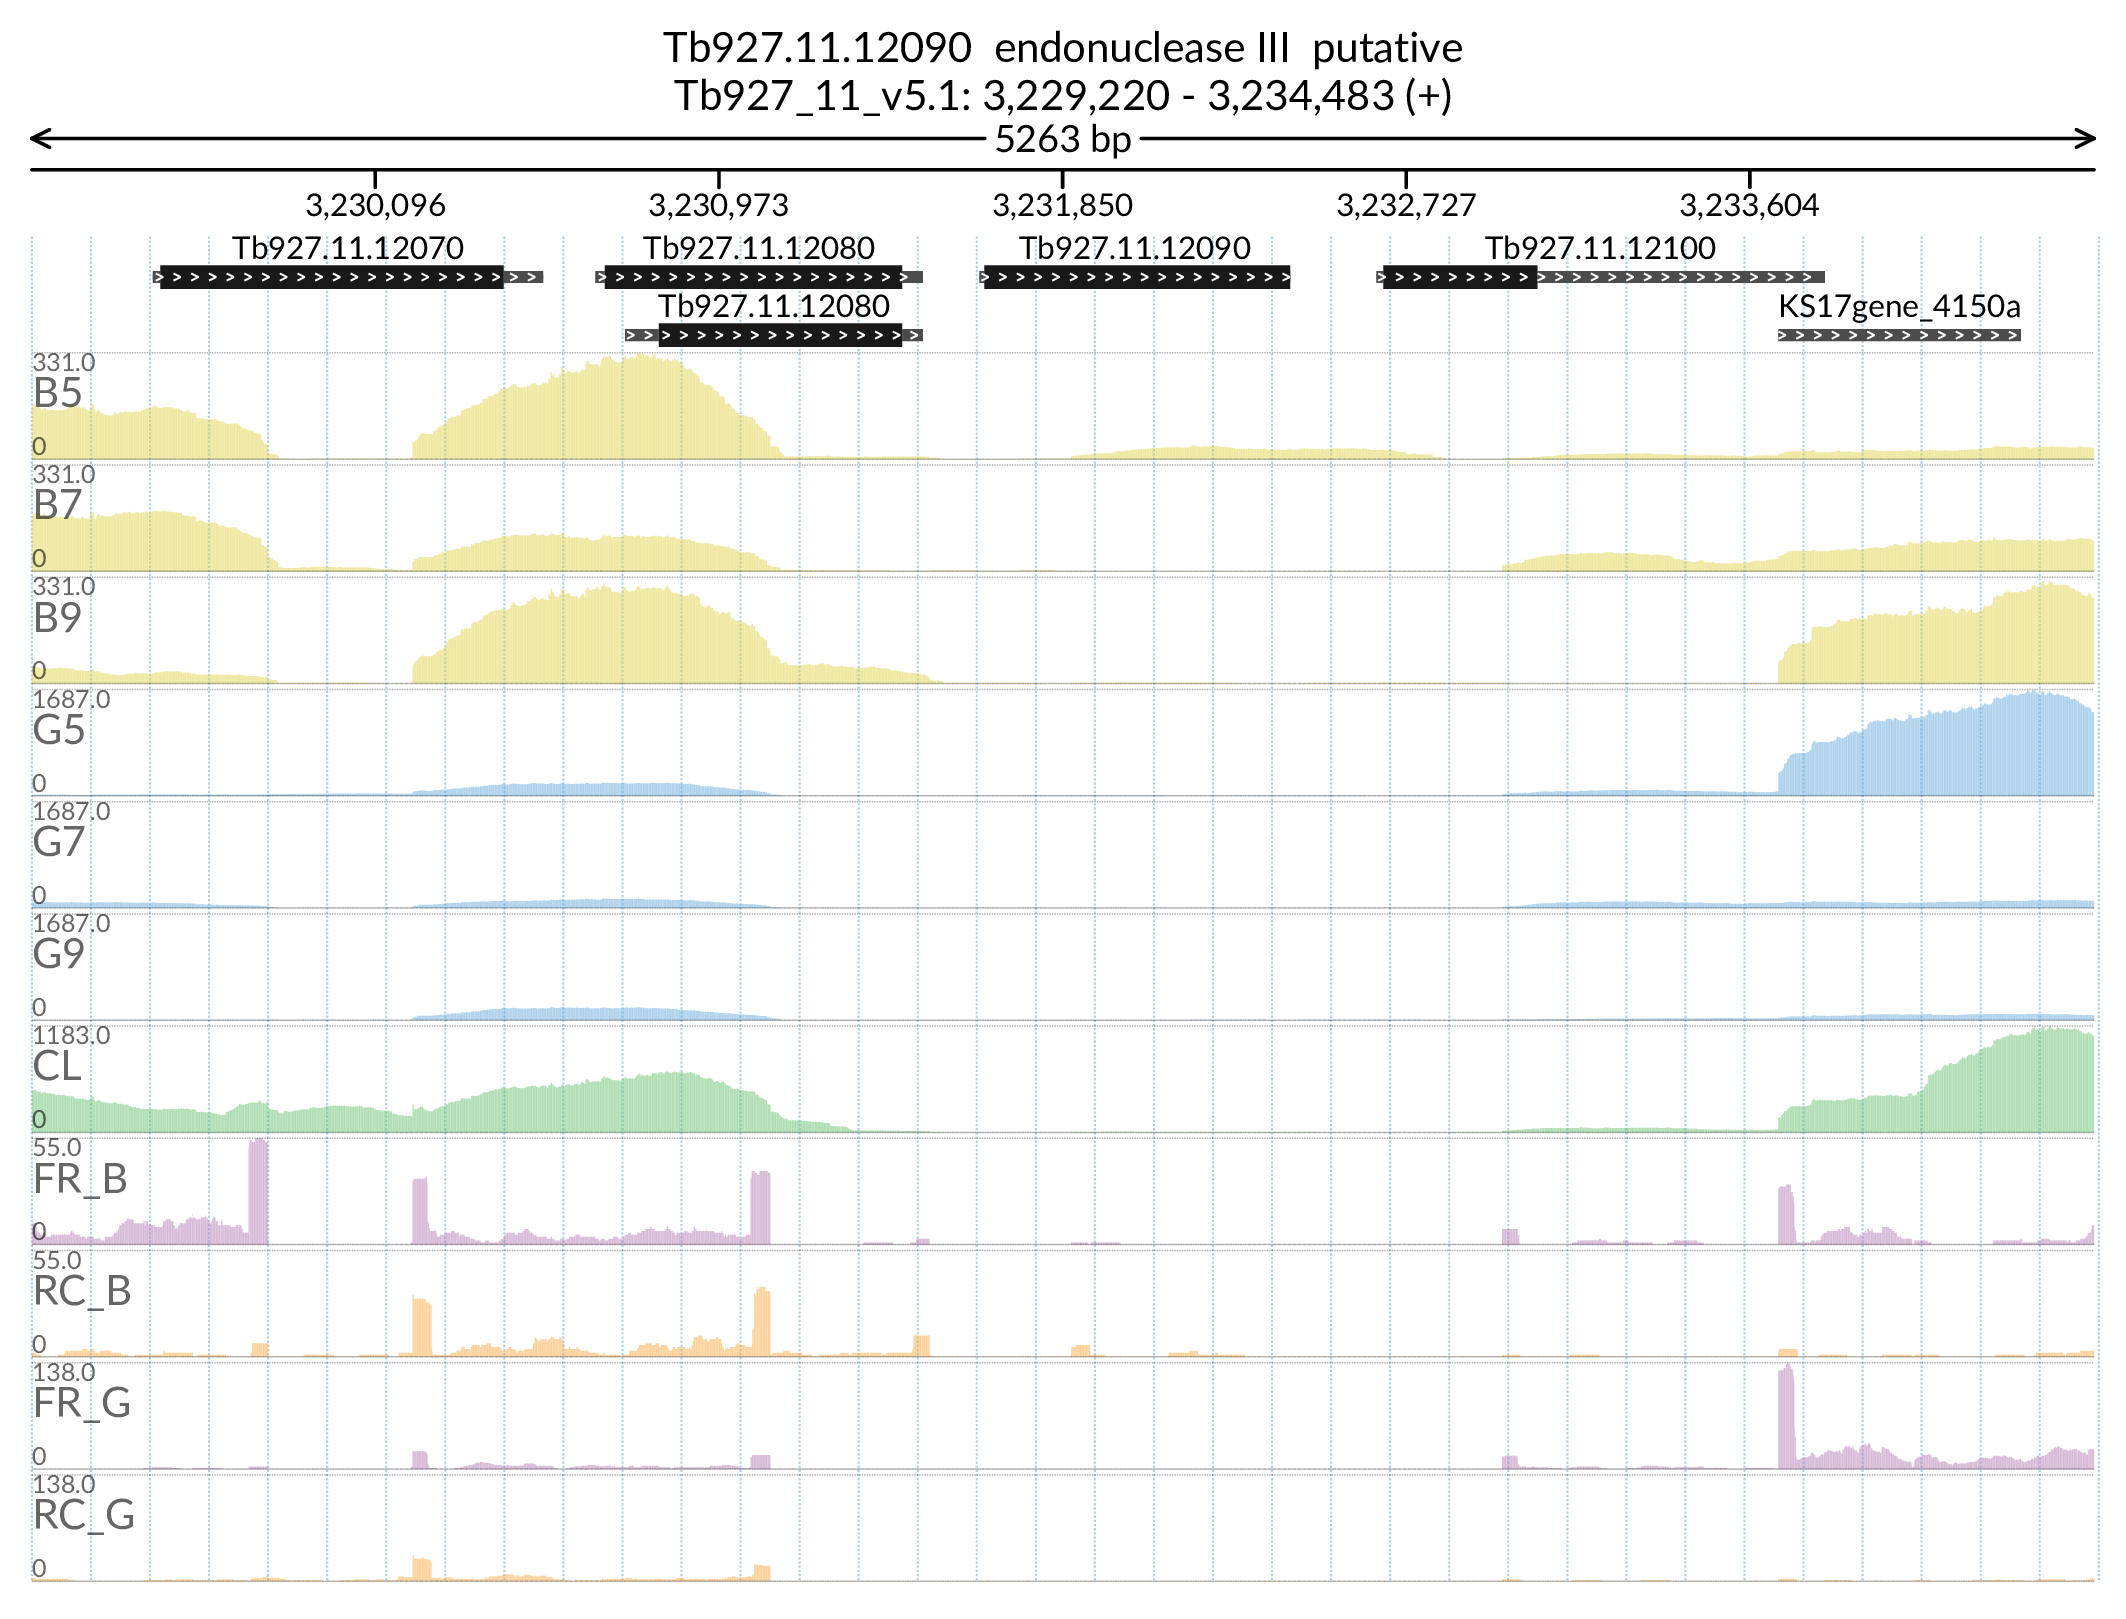 Tb927.11.12090  endonuclease III  putative
Tb927_11_v5.1: 3,229,220 - 3,234,483 (+)
5263 bp
3,230,096 3,230,973 3,231,850 3,232,727 3,233,604
Tb927.11.12070 Tb927.11.12080 Tb927.11.12090 Tb927.11.12100
Tb927.11.12080 KS17gene_4150a
331.0
B5
0
331.0
B7
0
331.0
B9
0
1687.0
G5
0
1687.0
G7
0
1687.0
G9
0
1183.0
CL
0
55.0
FR_B
0
55.0
RC_B
0
138.0
FR_G
0
138.0
RC_G
0